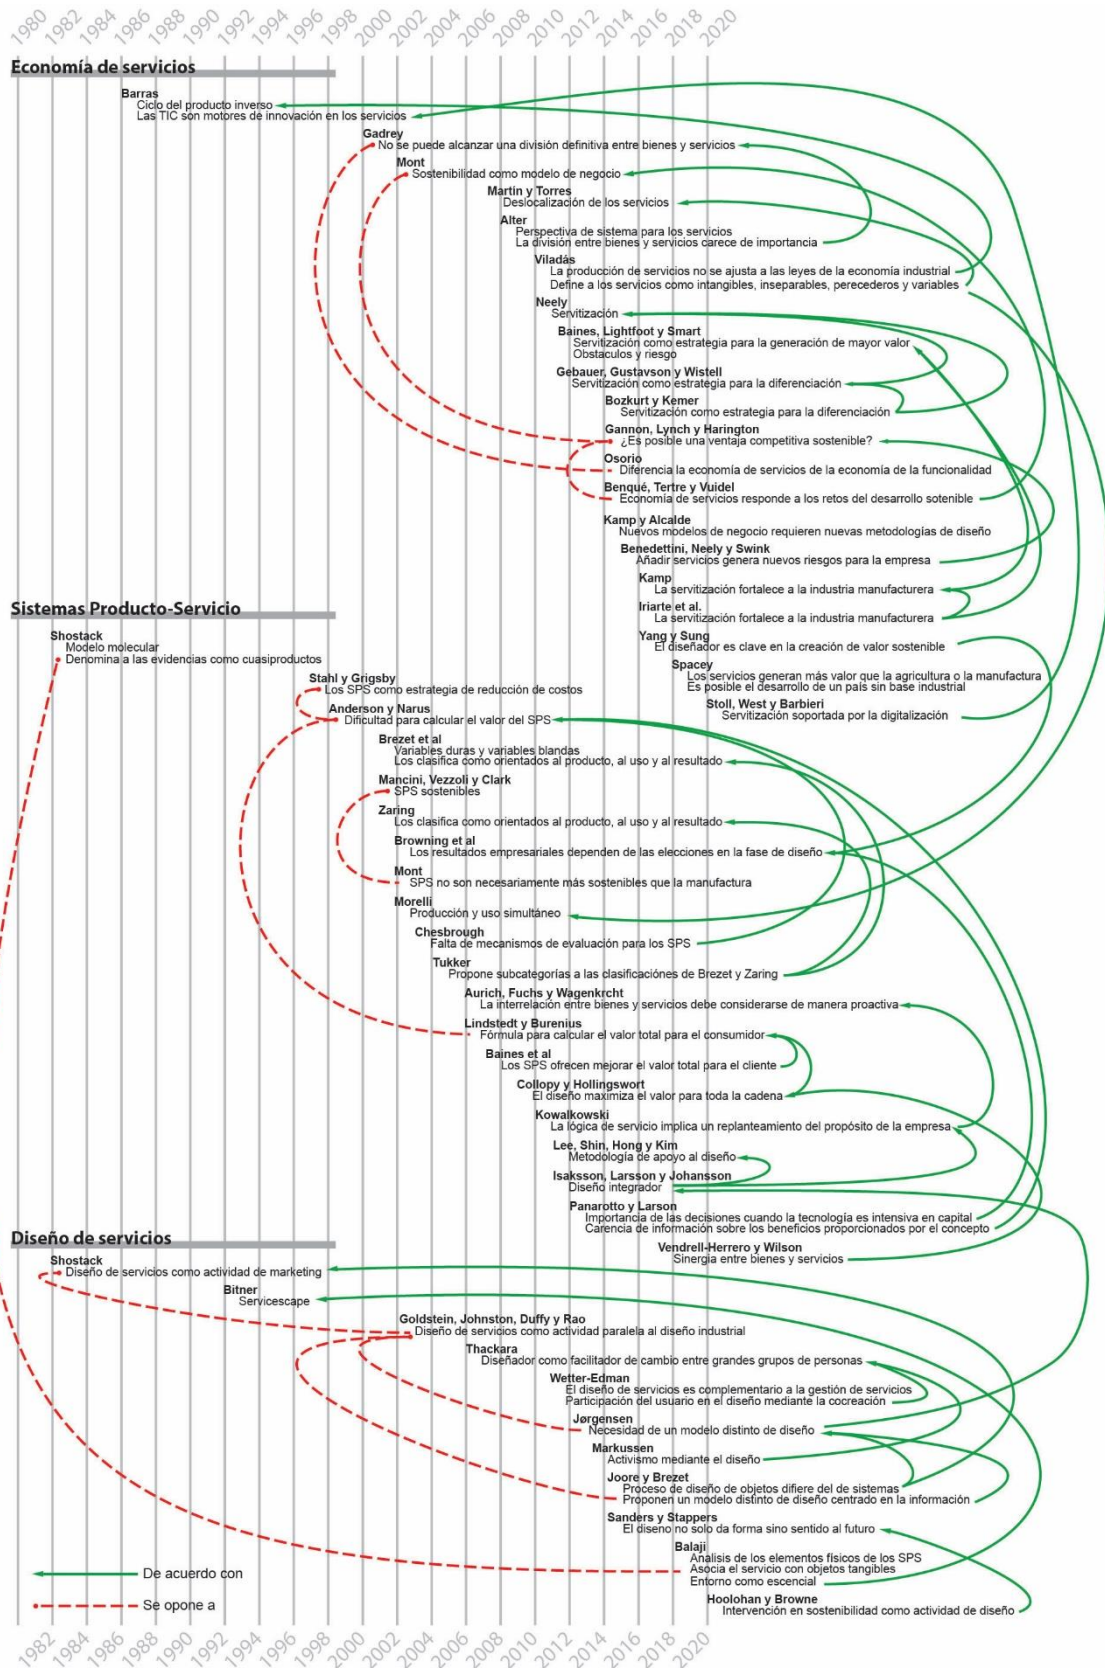 1980 1982 1984 1986 1988 1990 1992 1994 1996 1998 2000 2002 2004 2006 2008 2010 2012 2014 2016 2018 2020
Economía de servicios
Barras
Ciclo del producto inverso
Las TIC son motores de innovación en los servicios
Gadrey
No se puede alcanzar una división definitiva entre bienes y servicios
Mont
Sostenibilidad como modelo de negocio
Martin y Torres
Deslocalización de los servicios
Alter
Perspectiva de sistema para los servicios
La división entre bienes y servicios carece de importancia
Viladás
La producción de servicios no se ajusta a las leyes de la economía industrial
Define a los servicios como intangibles, inseparables, perecederos y variables
Neely
Servitización
Baines, Lightfoot y Smart
Servitización como estrategia para la generación de mayor valor
Obstaculos y riesgo
Gebauer, Gustavson y Wistell
Servitización como estrategia para la diferenciación
Bozkurt y Kemer
Servitización como estrategia para la diferenciación
Gannon, Lynch y Harington
¿Es posible una ventaja competitiva sostenible?
Osorio
Diferencia la economía de servicios de la economía de la funcionalidad
Benqué, Tertre y Vuidel
Economía de servicios responde a los retos del desarrollo sotenible
Kamp y Alcalde
Nuevos modelos de negocio requieren nuevas metodologías de diseño
Benedettini, Neely y Swink
Añadir servicios genera nuevos riesgos para la empresa
Kamp
La servitización fortalece a la industria manufacturera
Iriarte et al.
La servitización fortalece a la industria manufacturera
Yang y Sung
El diseñador es clave en la creación de valor sostenible
Spacey
Los servicios generan más valor que la agricultura o la manufactura
Es posible el desarrollo de un país sin base industrial
Stoll, West y Barbieri
Servitización soportada por la digitalización
Sistemas Producto-Servicio
Shostack
Modelo molecular
Denomina a las evidencias como cuasiproductos
Stahl y Grigsby
Los SPS como estrategia de reducción de costos
Anderson y Narus
Dificultad para calcular el valor del SPS
Brezet et al
Variables duras y variables blandas
Los clasifica como orientados al producto, al uso y al resultado
Mancini, Vezzoli y Clark
SPS sostenibles
Zaring
Los clasifica como orientados al producto, al uso y al resultado
Browning et al
Los resultados empresariales dependen de las elecciones en la fase de diseño
Mont
SPS no son necesariamente más sostenibles que la manufactura
Morelli
Producción y uso simultáneo
Chesbrough
Falta de mecanismos de evaluación para los SPS
Tukker
Propone subcategorías a las clasificaciónes de Brezet y Zaring
Aurich, Fuchs y Wagenkrcht
La interrelación entre bienes y servicios debe considerarse de manera proactiva
Lindstedt y Burenius
Fórmula para calcular el valor total para el consumidor
Baines et al
Los SPS ofrecen mejorar el valor total para el cliente
Collopy y Hollingswort
El diseño maximiza el valor para toda la cadena
Kowalkowski
La lógica de servicio implica un replanteamiento del propósito de la empresa
Lee, Shin, Hong y Kim
Metodología de apoyo al diseño
Isaksson, Larsson y Johansson
Diseño integrador
Panarotto y Larson
Importancia de las decisiones cuando la tecnología es intensiva en capital
Carencia de información sobre los beneficios proporcionados por el concepto
Vendrell-Herrero y Wilson
Sinergia entre bienes y servicios
Diseño de servicios
Shostack
Diseño de servicios como actividad de marketing
Bitner
Servicescape
Goldstein, Johnston, Duffy y Rao
Diseño de servicios como actividad paralela al diseño industrial
Thackara
Diseñador como facilitador de cambio entre grandes grupos de personas
Wetter-Edman
El diseño de servicios es complementario a la gestión de servicios
Participación del usuario en el diseño mediante la cocreación
Jørgensen
Necesidad de un modelo distinto de diseño
Markussen
Activismo mediante el diseño
Joore y Brezet
Proceso de diseño de objetos difiere del de sistemas
Proponen un modelo distinto de diseño centrado en la información
Sanders y Stappers
El diseno no solo da forma sino sentido al futuro
Balaji
Analisis de los elementos físicos de los SPS
Asocia el servicio con objetos tangibles
Entorno como escencial
Hoolohan y Browne
Intervención en sostenibilidad como actividad de diseño
De acuerdo con
Se opone a
1982 1984 1986 1988 1990 1992 1994 1996 1998 2000 2002 2004 2006 2008 2010 2012 2014 2016 2018 2020